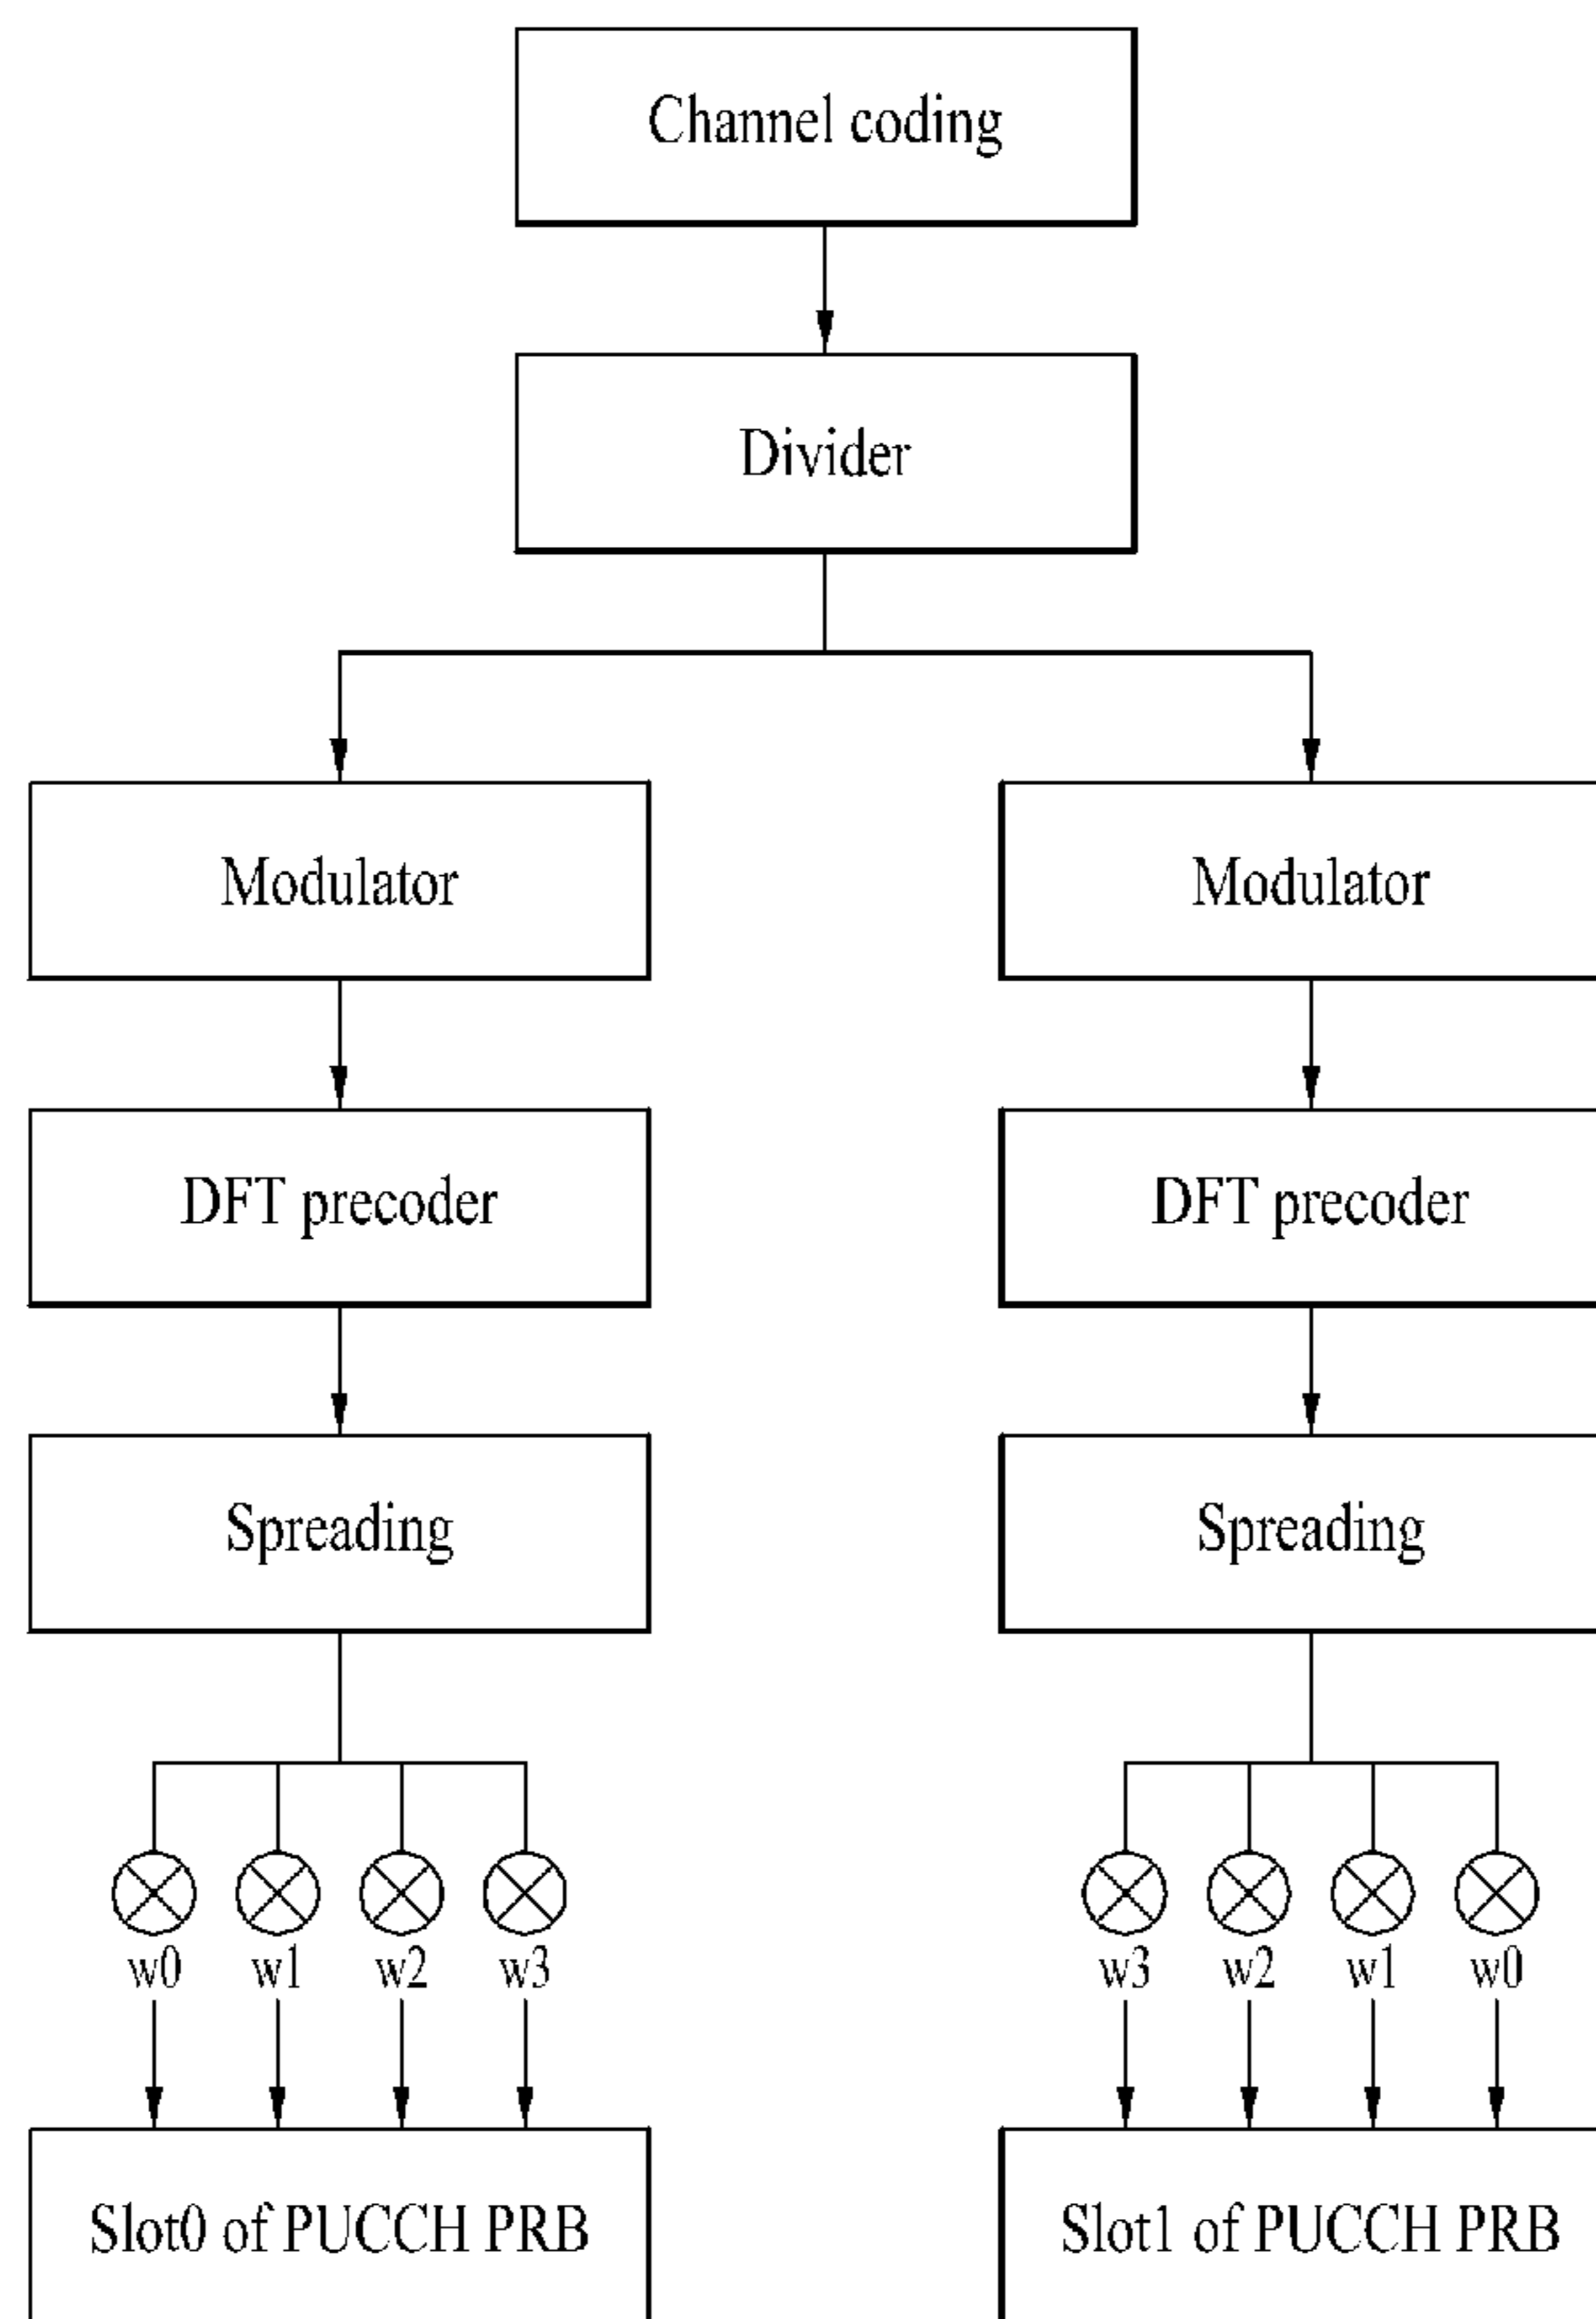 Channel coding
Divider
Modulator
Modulator
DFT precoder
DFT precoder
Spreading
Spreading
w0 w1 w2 w3
w3 w2 w1 w0
Slot0 of PUCCH PRB
Slot1 of PUCCH PRB